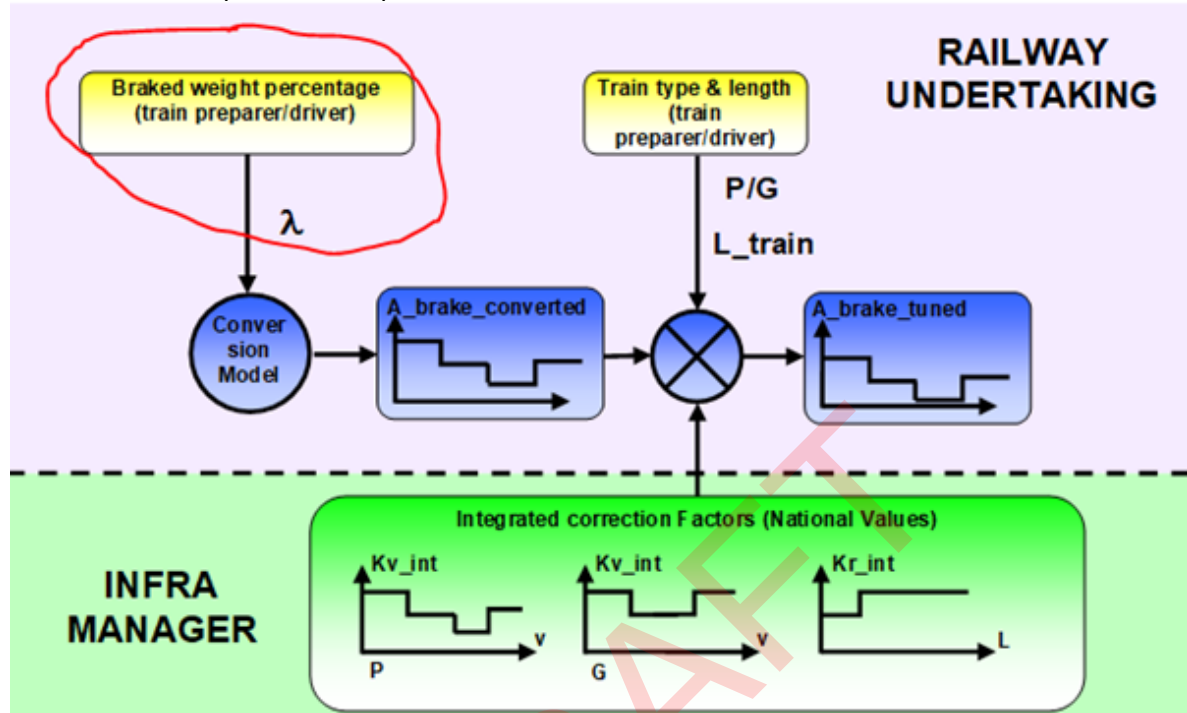 RAILWAY
UNDERTAKING
Braked weight percentage
(train preparer/driver)
Train type & length
(train
preparer/driver)
λ
P/G
L_train
Conver
sion
Model
A_brake_converted
A_brake_tuned
INFRA
MANAGER
Integrated correction Factors (National Values)
Kv_int
v
P
Kv_int
v
G
Kr_int
L
AFT